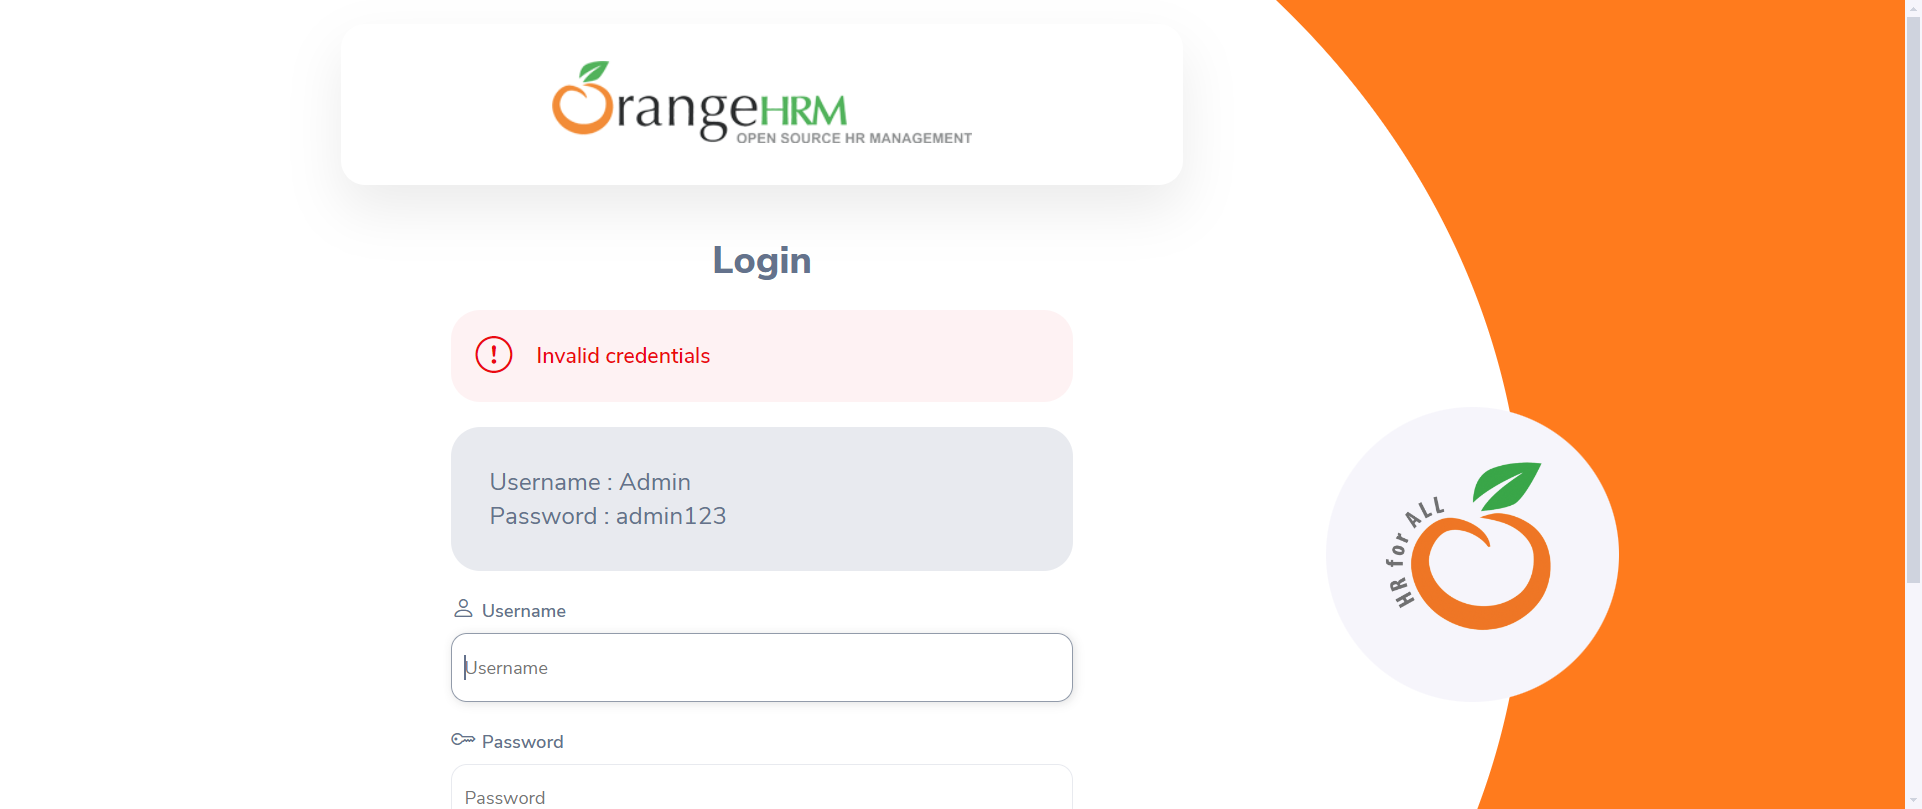 OrangeHRM
OPEN SOURCE HR MANAGEMENT
Login
Invalid credentials
Username : Admin
Password : admin123
Username
Username
Password
Password
HR for ALL